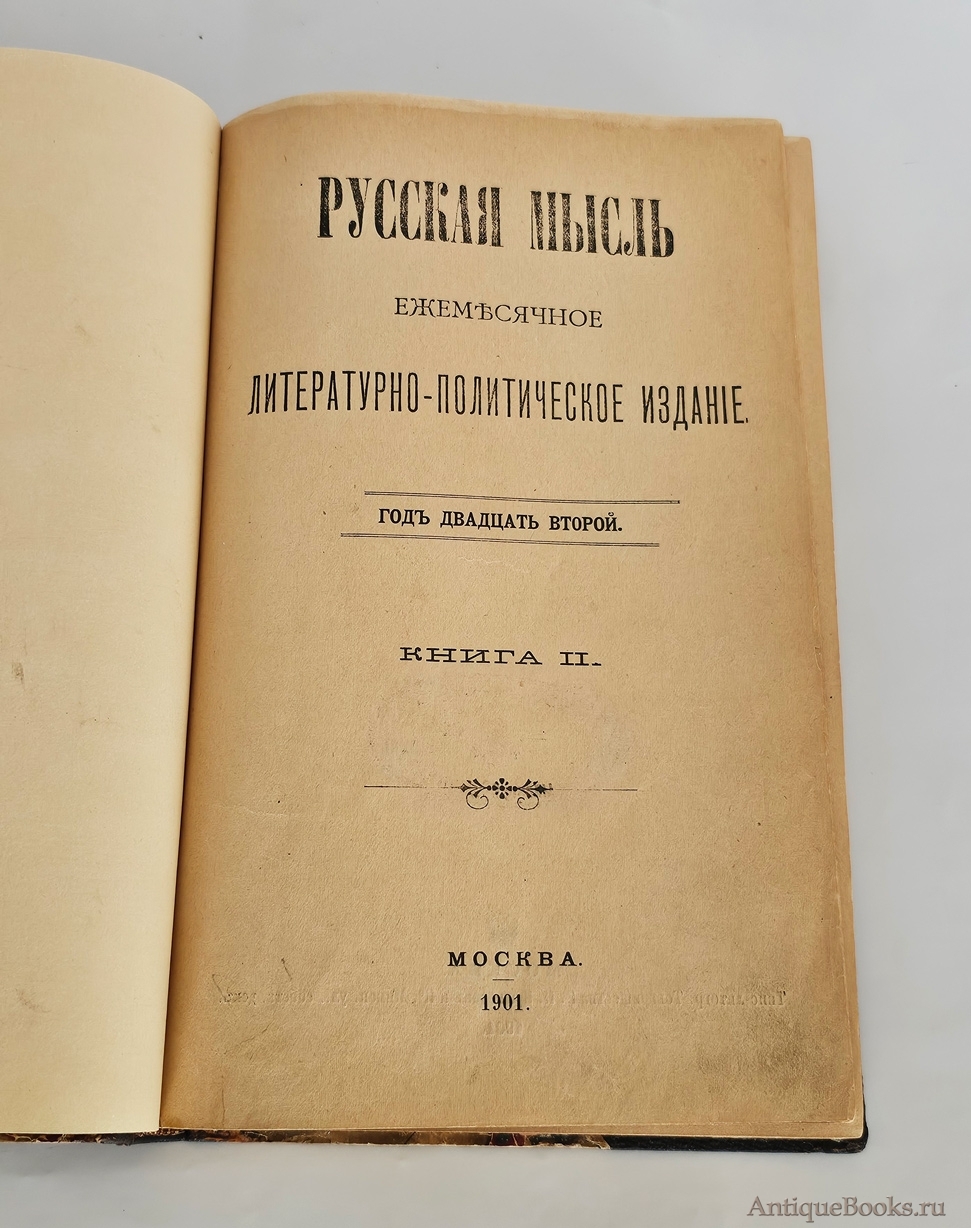 РУССКАЯ МЫСЛЬ
ЕЖЕМѢСЯЧНОЕ
ЛИТЕРАТУРНО-ПОЛИТИЧЕСКОЕ ИЗДАНІЕ.
ГОДЪ ДВАДЦАТЬ ВТОРОЙ.
КНИГА II.
МОСКВА.
1901.
AntiqueBooks.ru